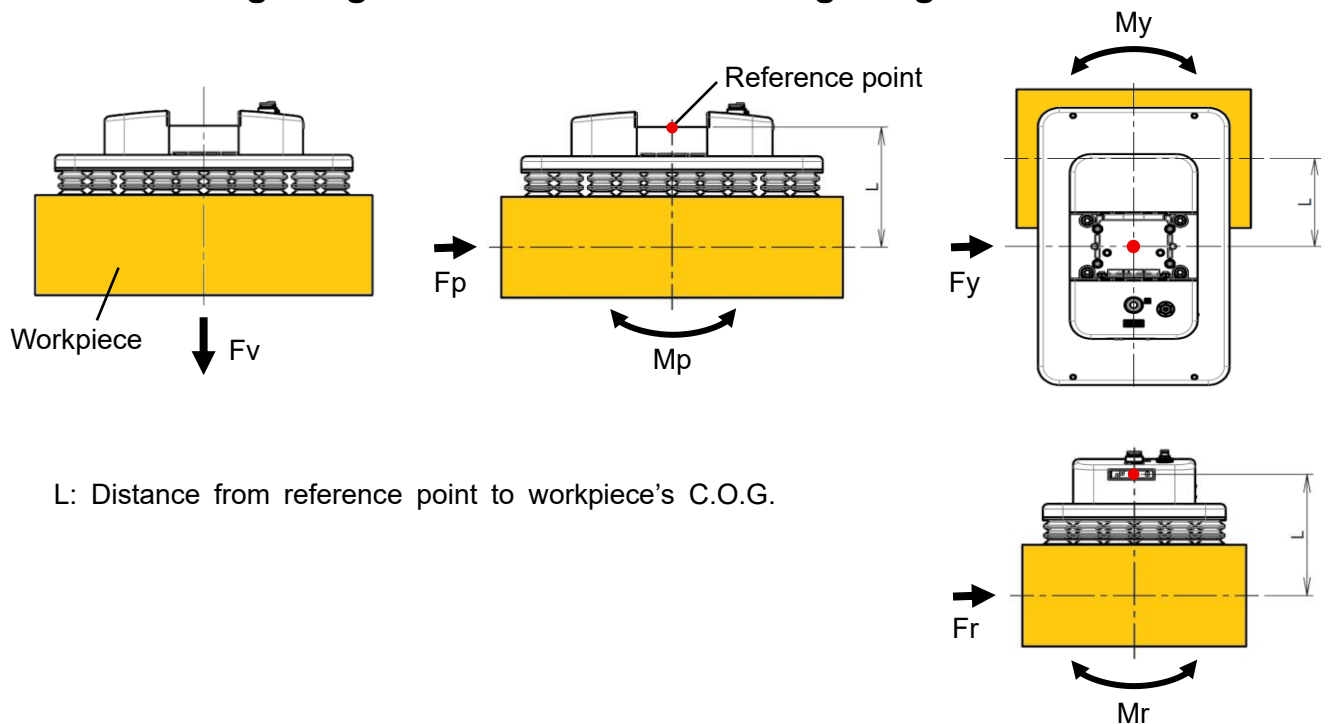 My
Reference point
L
L
Fp
Fy
Workpiece
Fv
Mp
L: Distance from reference point to workpiece's C.O.G.
L
Fr
Mr